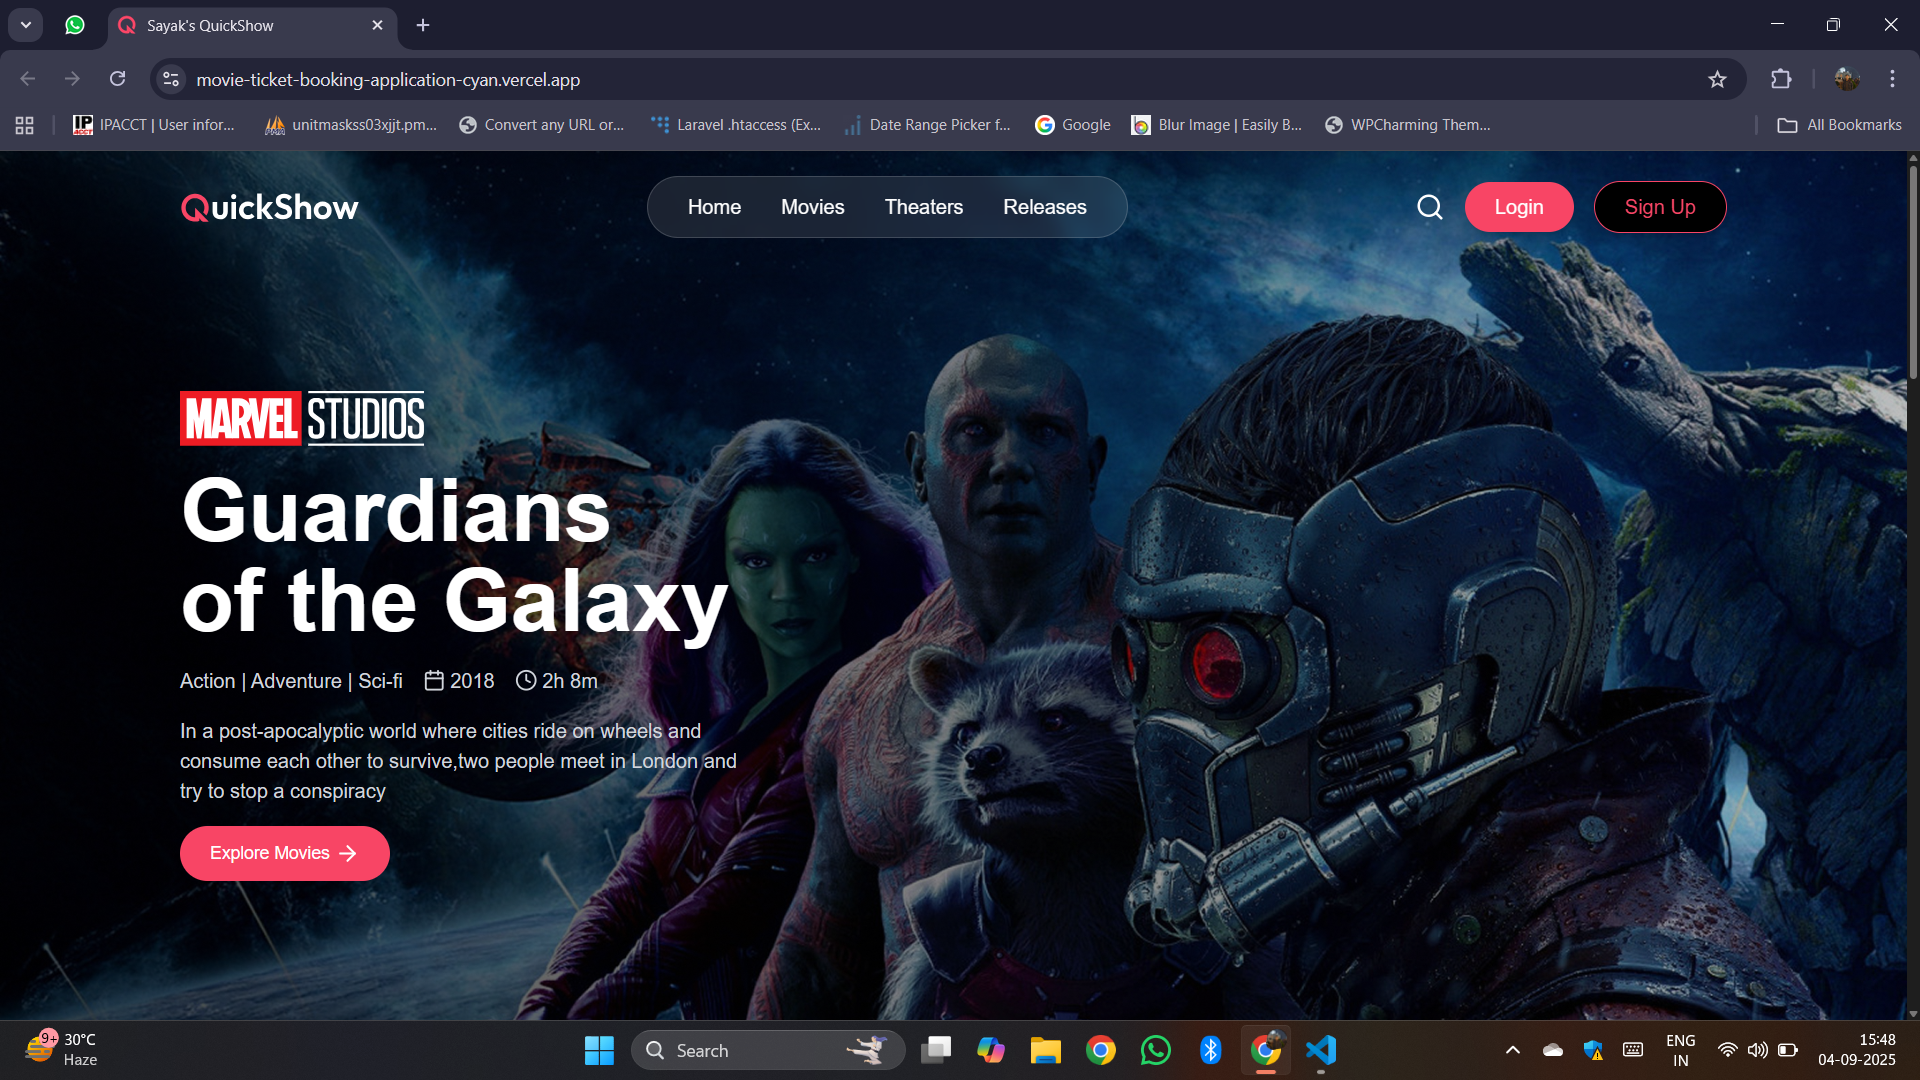 Sayak's QuickShow
movie-ticket-booking-application-cyan.vercel.app
IPACCT | User infor...
unitmaskss03xjjt.pm...
Convert any URL or...
Laravel .htaccess (Ex...
Date Range Picker f...
Google
Blur Image | Easily B...
WPCharming Them...
All Bookmarks
QuickShow
Home
Movies
Theaters
Releases
Login
Sign Up
MARVEL STUDIOS
Guardians
of the Galaxy
Action | Adventure | Sci-fi 2018 2h 8m
In a post-apocalyptic world where cities ride on wheels and
consume each other to survive,two people meet in London and
try to stop a conspiracy
Explore Movies
9+
30°C
Haze
Search
ENG
IN
15:48
04-09-2025